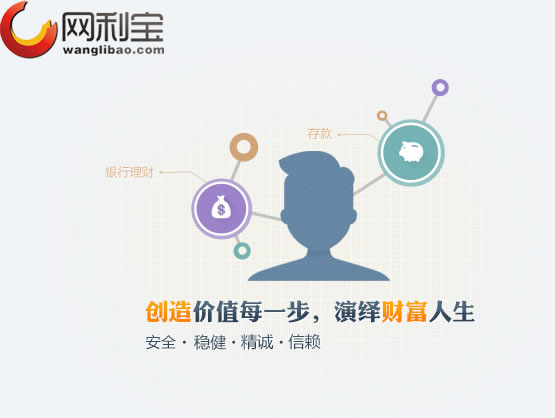 网利宝
wanglibao.com
存款
银行理财
$
创造价值每一步，演绎财富人生
安全·稳健·精诚·信赖